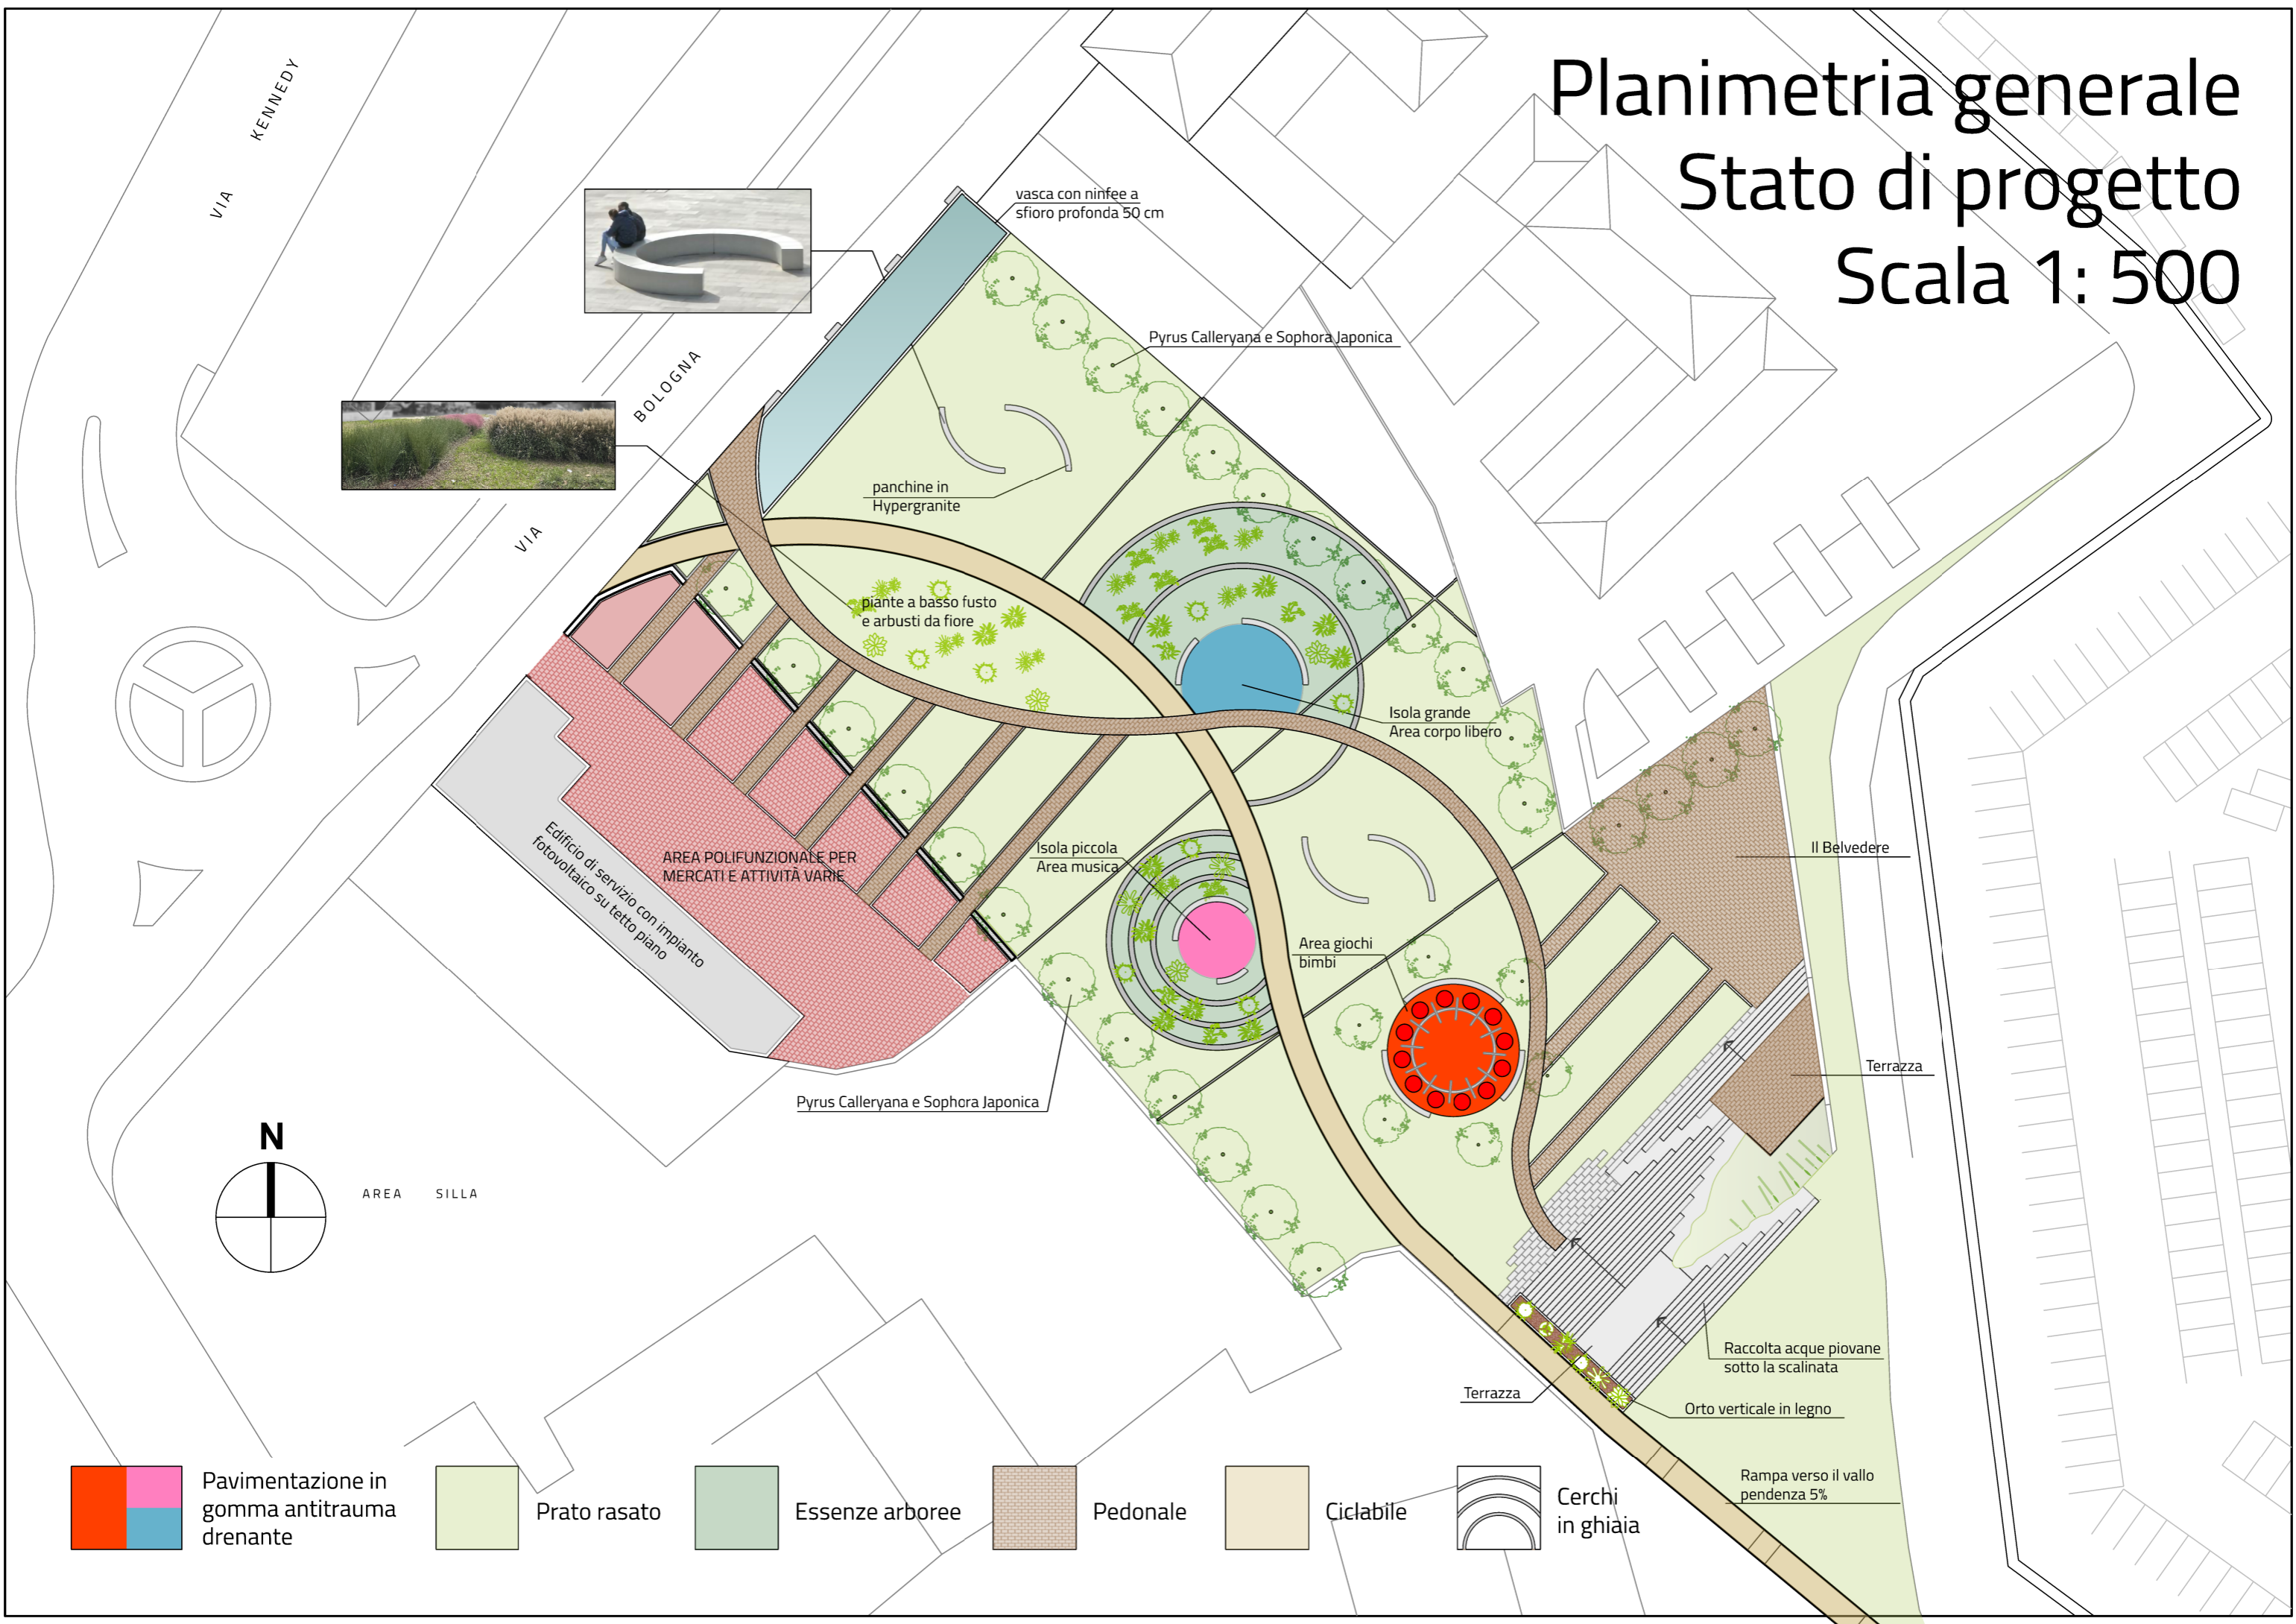 Planimetria generale
Stato di progetto
Scala 1: 500
VIA KENNEDY
VIA BOLOGNA
vasca con ninfee a
sfioro profonda 50 cm
Pyrus Calleryana e Sophora Japonica
panchine in
Hypergranite
piante a basso fusto
e arbusti da fiore
Isola grande
Area corpo libero
Isola piccola
Area musica
AREA POLIFUNZIONALE PER
MERCATI E ATTIVITÀ VARIE
Edificio di servizio con impianto
fotovoltaico su tetto piano
Il Belvedere
Area giochi
bimbi
Terrazza
Pyrus Calleryana e Sophora Japonica
N
AREA SILLA
Raccolta acque piovane
sotto la scalinata
Terrazza
Orto verticale in legno
Rampa verso il vallo
pendenza 5%
Pavimentazione in
gomma antitrauma
drenante
Prato rasato
Essenze arboree
Pedonale
Ciclabile
Cerchi
in ghiaia